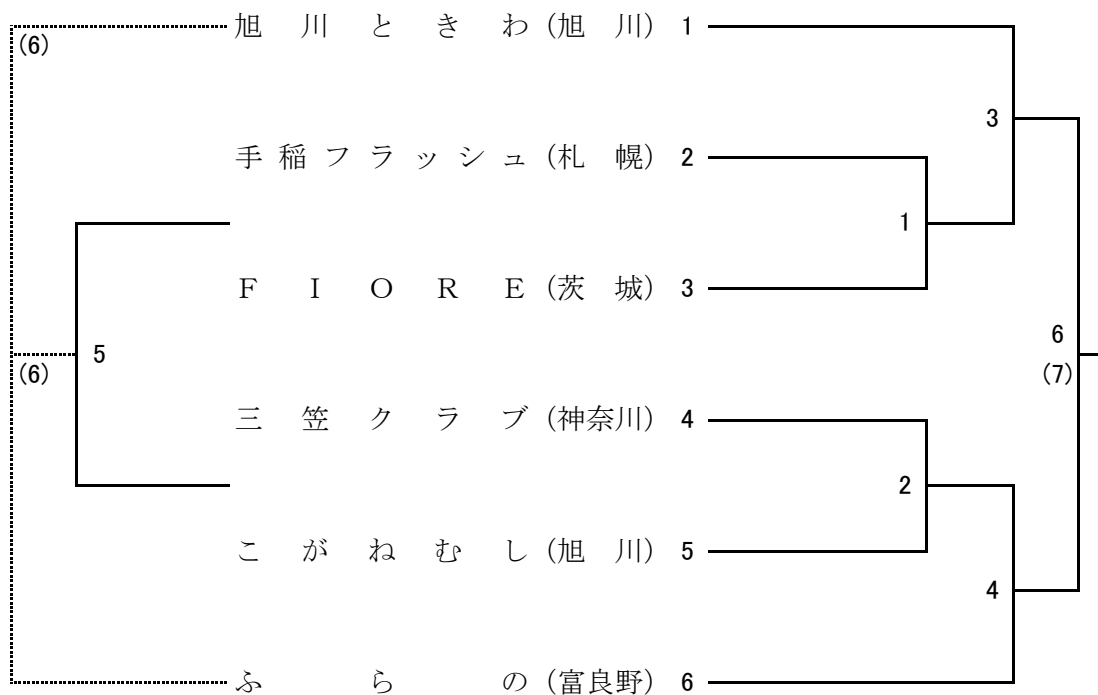 (6) 旭川ときわ (旭川) 1
3
手稲フラッシュ (札幌) 2
1
FIORE (茨城) 3
6
(6) 5 (7)
三笠クラブ (神奈川) 4
2
こがねむし (旭川) 5
4
ふらの (富良野) 6